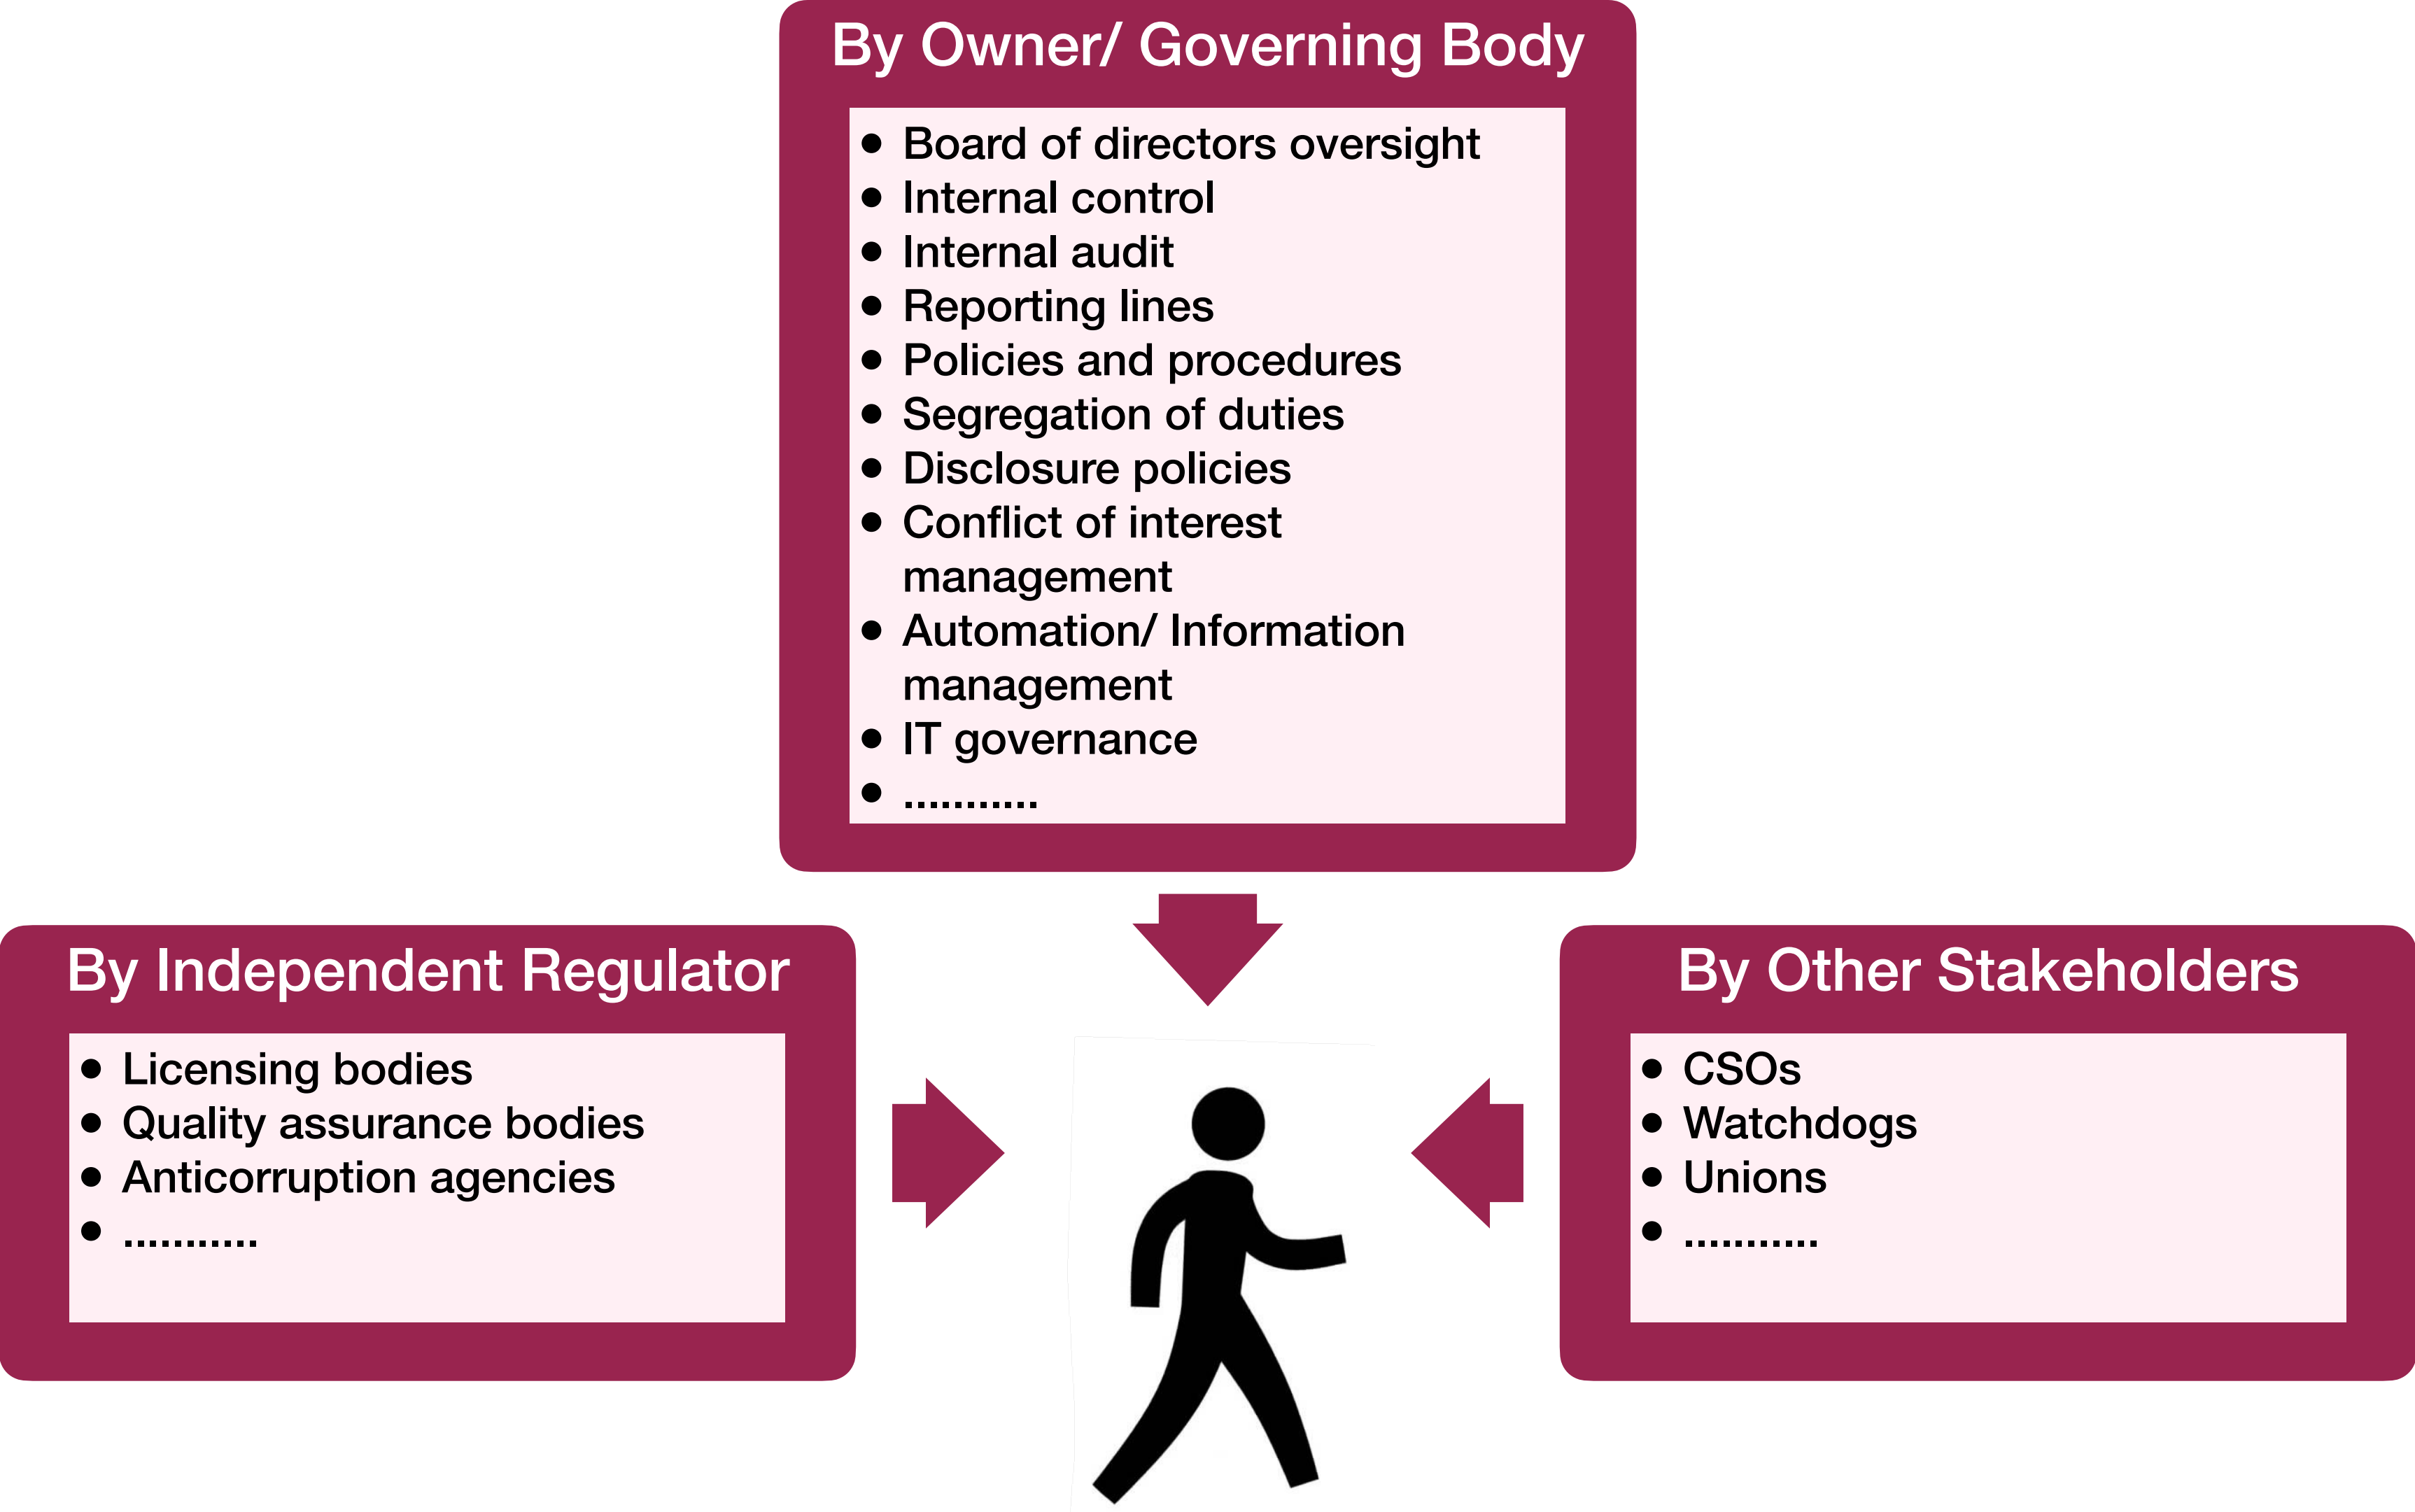 By Owner/ Governing Body
● Board of directors oversight
● Internal control
● Internal audit
● Reporting lines
● Policies and procedures
● Segregation of duties
● Disclosure policies
● Conflict of interest
management
● Automation/ Information
management
● IT governance
● ...........
By Independent Regulator
● Licensing bodies
● Quality assurance bodies
● Anticorruption agencies
● ...........
By Other Stakeholders
● CSOs
● Watchdogs
● Unions
● ...........